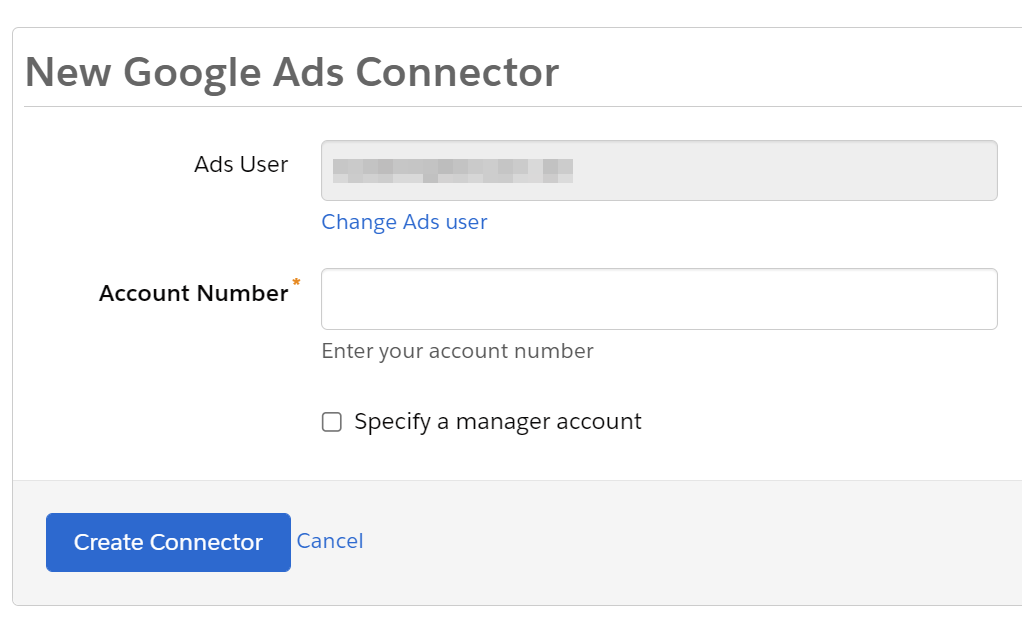 New Google Ads Connector
Ads User
Change Ads user
Account Number*
Enter your account number
Specify a manager account
Create Connector Cancel